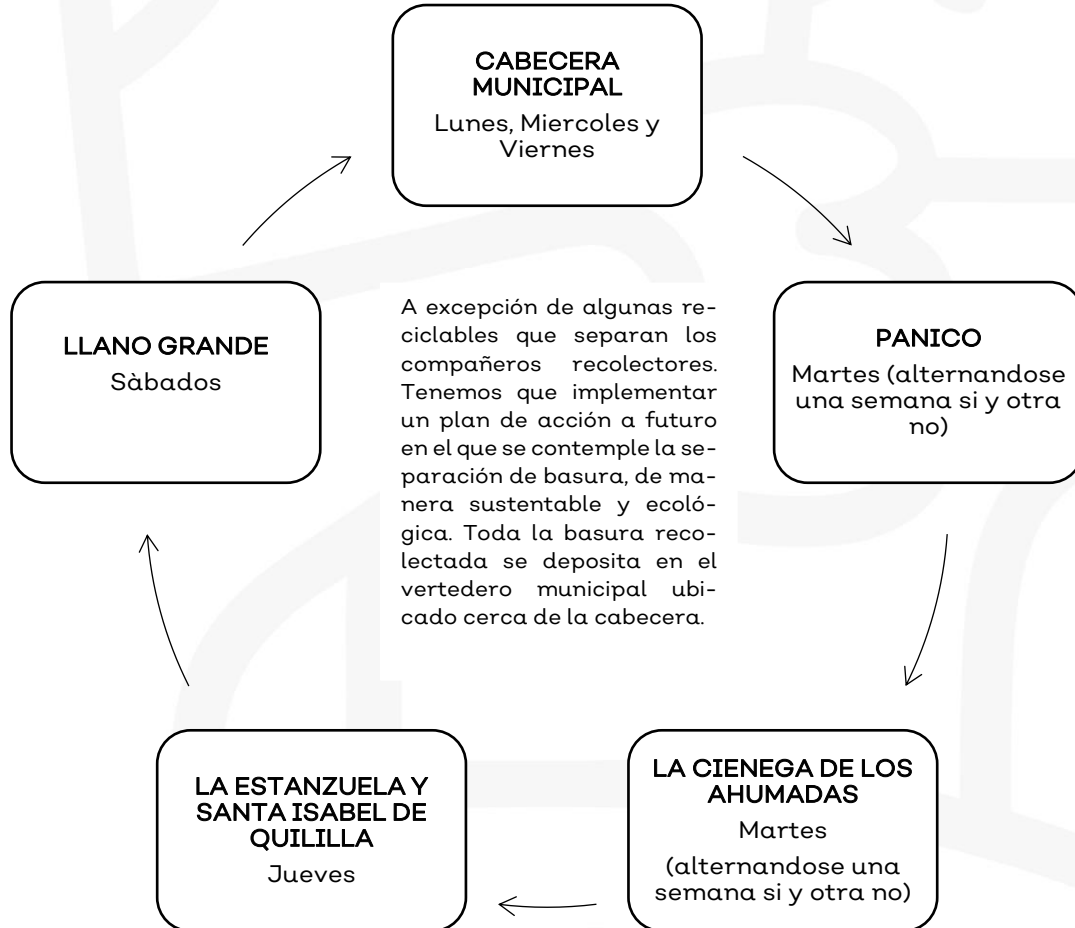 CABECERA
MUNICIPAL
Lunes, Miercoles y
Viernes
LLANO GRANDE
Sàbados
A excepción de algunas re-
ciclables que separan los
compañeros recolectores.
Tenemos que implementar
un plan de acción a futuro
en el que se contemple la se-
paración de basura, de ma-
nera sustentable y ecoló-
gica. Toda la basura reco-
lectada se deposita en el
vertedero municipal ubi-
cado cerca de la cabecera.
PANICO
Martes (alternandose
una semana si y otra
no)
LA ESTANZUELA Y
SANTA ISABEL DE
QUILILLA
Jueves
LA CIENEGA DE LOS
AHUMADAS
Martes
(alternandose una
semana si y otra no)